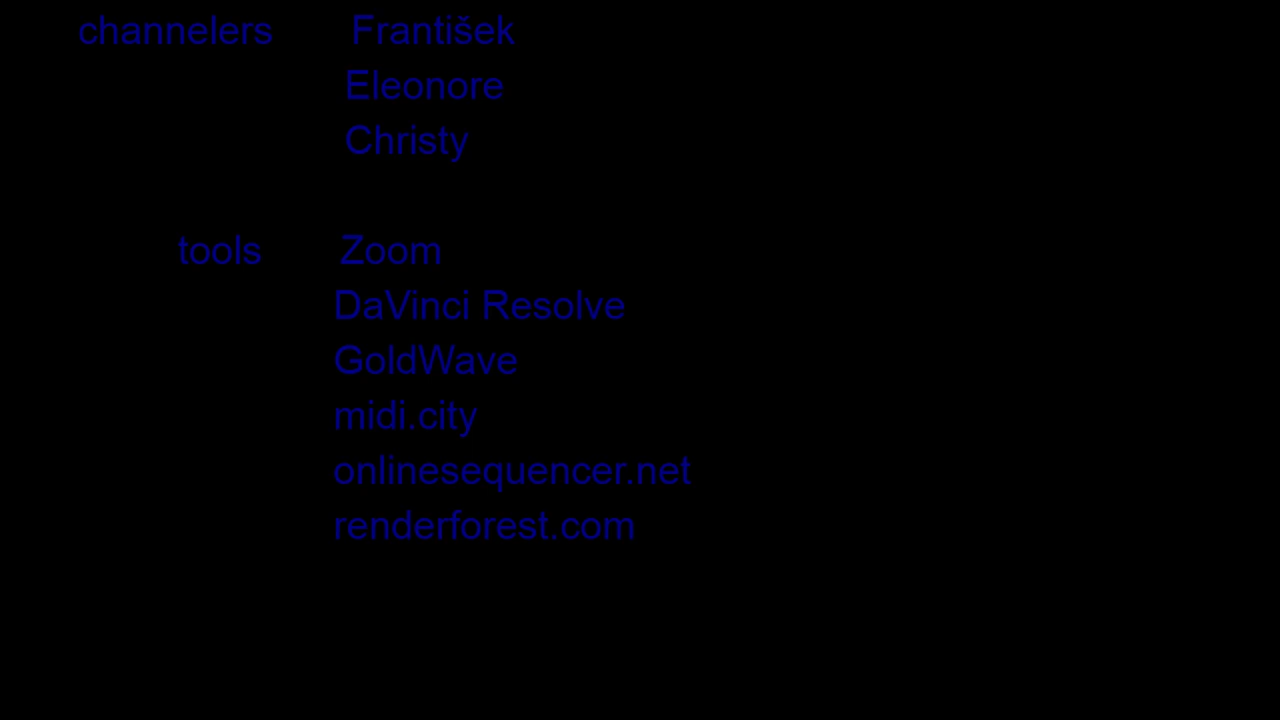 channelers František
Eleonore
Christy
tools Zoom
DaVinci Resolve
GoldWave
midi.city
onlinesequencer.net
renderforest.com